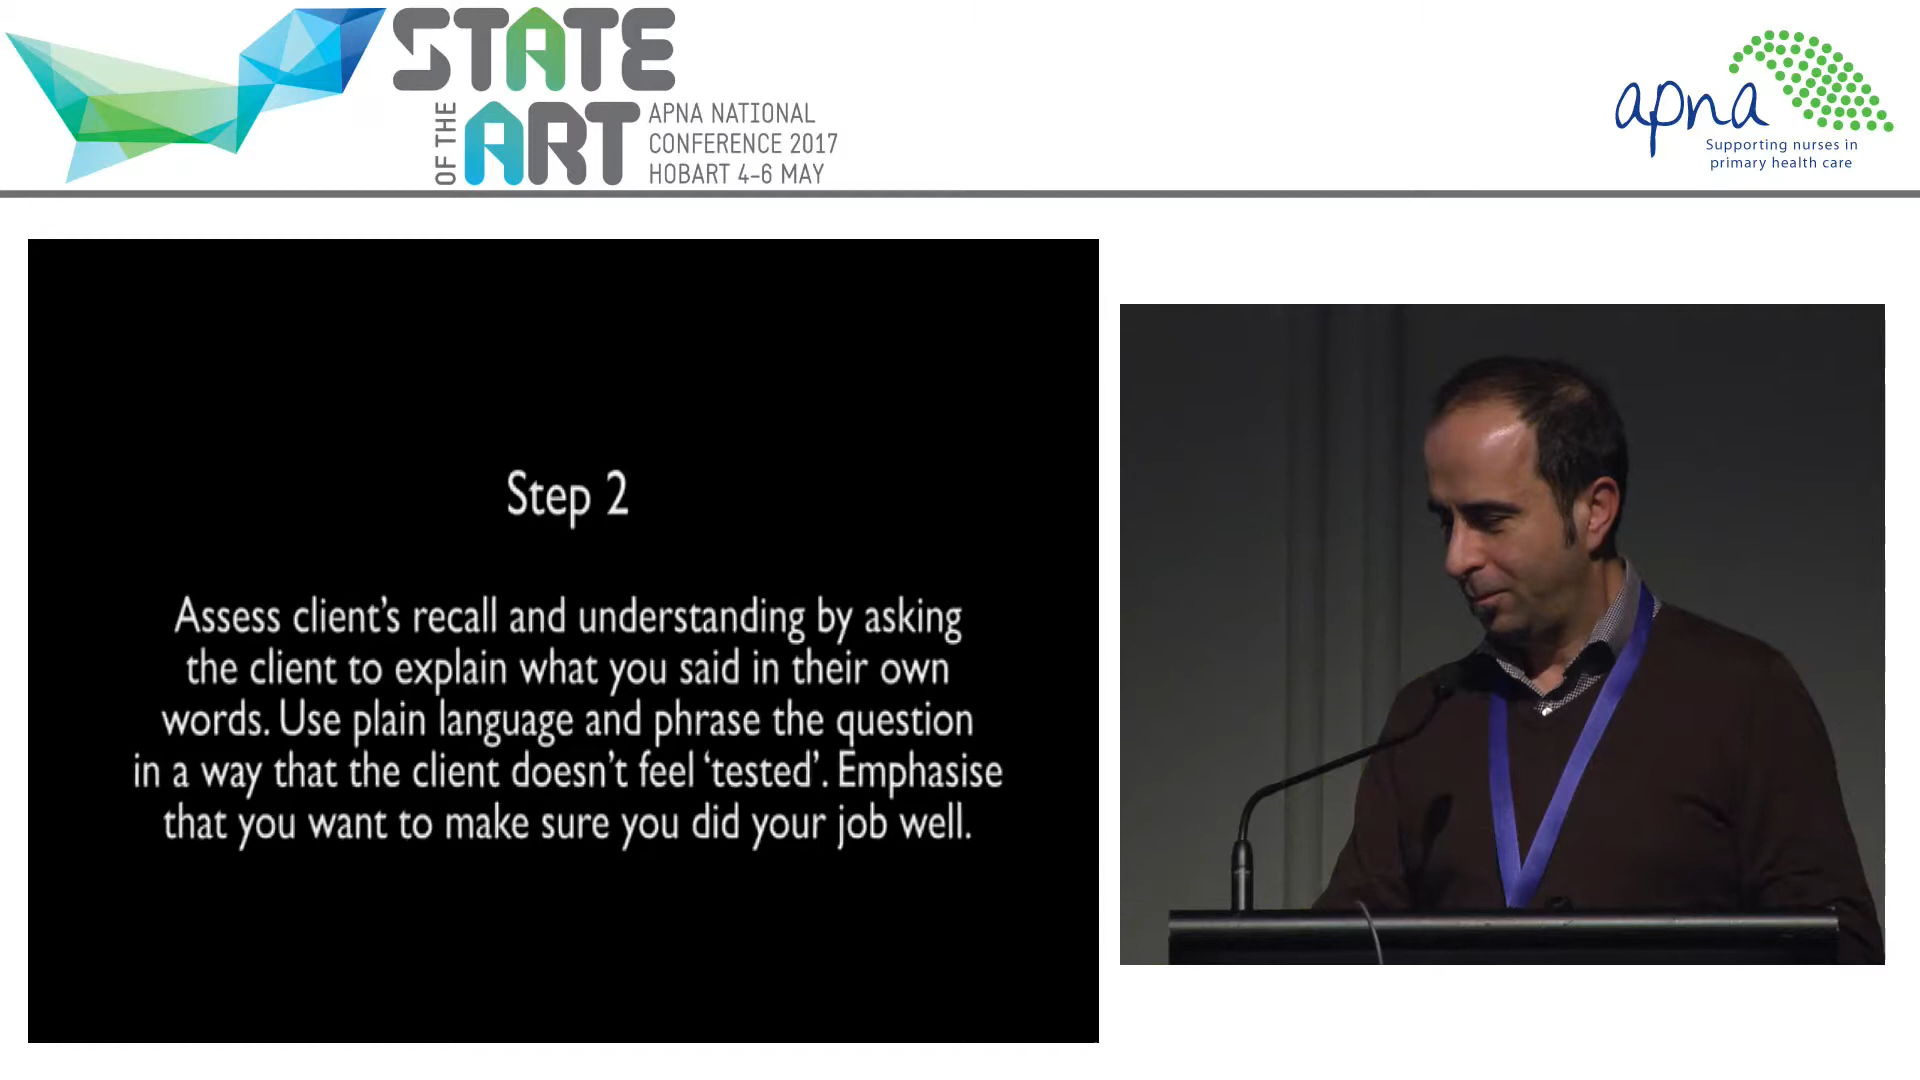 STATE
OF THE
ART
APNA NATIONAL
CONFERENCE 2017
HOBART 4-6 MAY
apna
Supporting nurses in
primary health care
Step 2
Assess client's recall and understanding by asking
the client to explain what you said in their own
words. Use plain language and phrase the question
in a way that the client doesn't feel ‘tested’. Emphasise
that you want to make sure you did your job well.